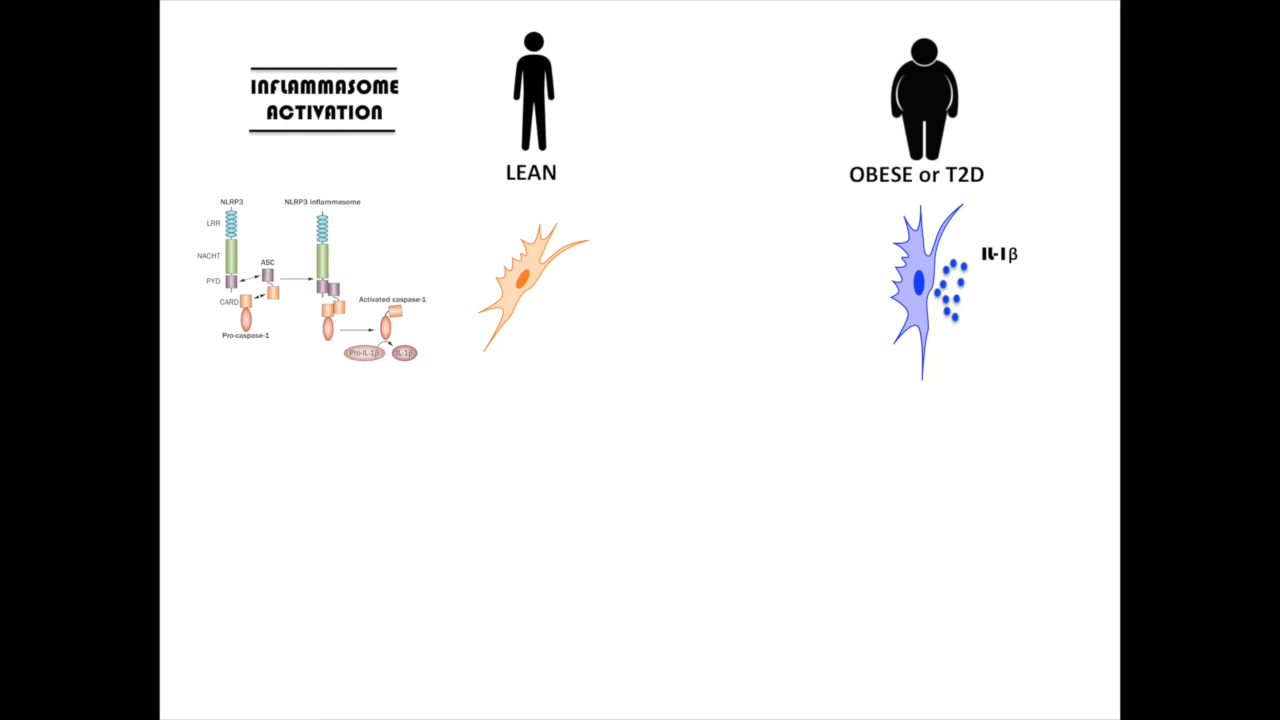 INFLAMMASOME
ACTIVATION
LEAN
OBESE or T2D
NLRP3
NLRP3 inflammasome
LRR
NACHT
ASC
PYD
CARD
Activated caspase-1
Pro-caspase-1
Pro-IL-1β
IL-1β
IL-1β